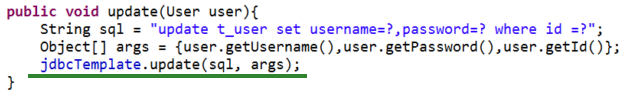 public void update(User user){
String sql = "update t_user set username=?,password=? where id =?";
Object[] args = {user.getUsername(),user.getPassword(),user.getId()};
jdbcTemplate.update(sql, args);
}